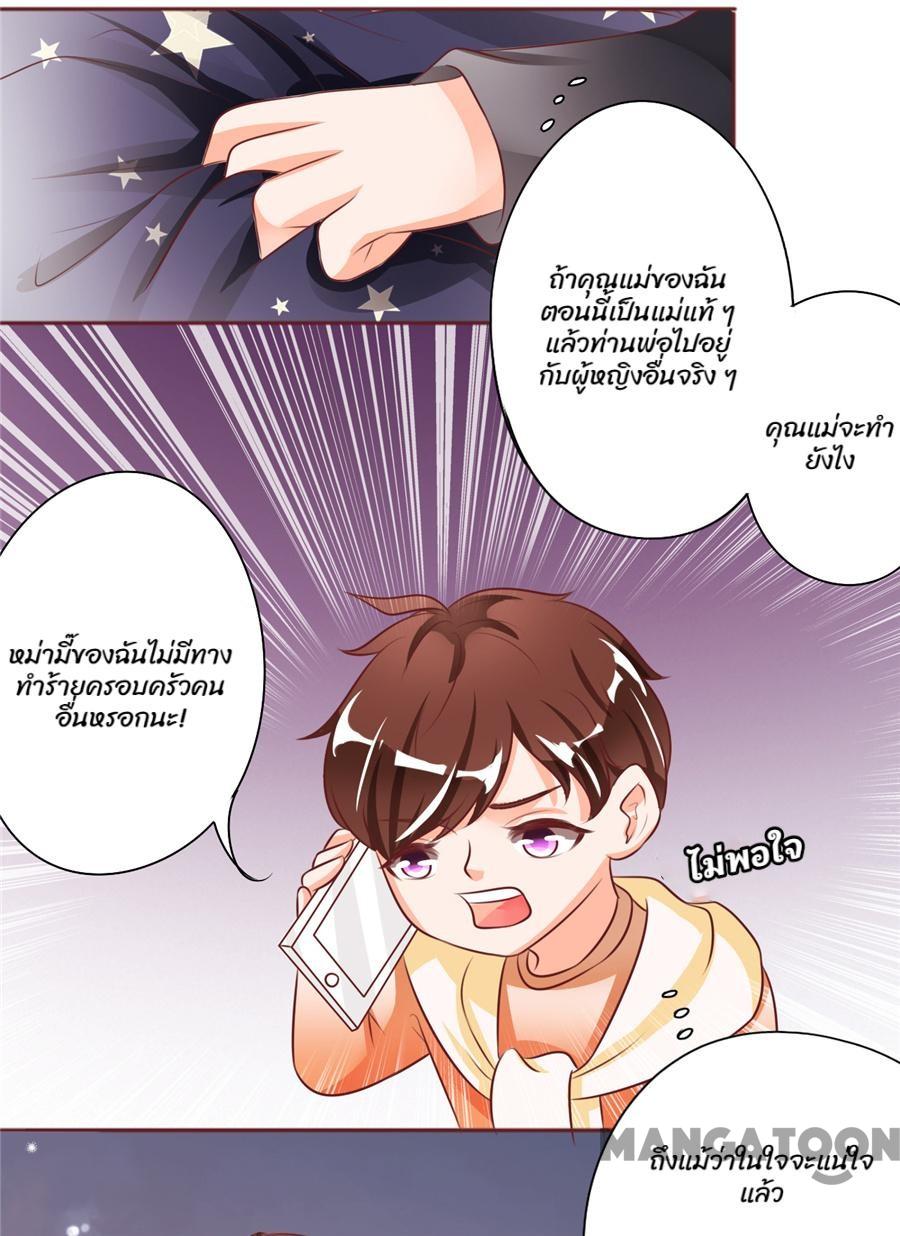 ถ้าคุณแม่ของฉัน
ตอนนี้เป็นแม่แท้ ๆ
แล้วท่านพ่อไปอยู่
กับผู้หญิงอื่นจริง ๆ
คุณแม่จะทำ
ยังไง
หม่ามี๊ของฉันไม่มีทาง
ทำร้ายครอบครัวคน
อื่นหรอกนะ!
ไม่พอใจ
MANGATOON
ถึงแม้ว่าในใจจะแน่ใจ
แล้ว